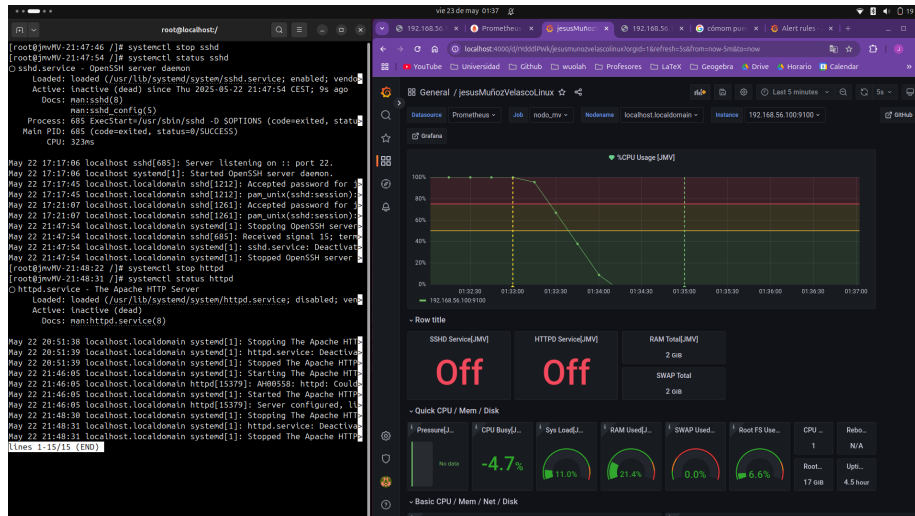 vie 23 de may 01:37
19
root@localhost:/
[root@jmvMV-21:47:46 /]# systemctl stop sshd
[root@jmvMV-21:47:54 /]# systemctl status sshd
○ sshd.service - OpenSSH server daemon
Loaded: loaded (/usr/lib/systemd/system/sshd.service; enabled; vendo>
Active: inactive (dead) since Thu 2025-05-22 21:47:54 CEST; 9s ago
Docs: man:sshd(8)
man:sshd_config(5)
Process: 685 ExecStart=/usr/sbin/sshd -D $OPTIONS (code=exited, statu>
Main PID: 685 (code=exited, status=0/SUCCESS)
CPU: 323ms
May 22 17:17:06 localhost sshd[685]: Server listening on :: port 22.
May 22 17:17:06 localhost systemd[1]: Started OpenSSH server daemon.
May 22 17:17:45 localhost.localdomain sshd[1212]: Accepted password for j>
May 22 17:17:45 localhost.localdomain sshd[1212]: pam_unix(sshd:session):>
May 22 17:21:07 localhost.localdomain sshd[1261]: Accepted password for j>
May 22 17:21:07 localhost.localdomain sshd[1261]: pam_unix(sshd:session):>
May 22 21:47:54 localhost.localdomain systemd[1]: Stopping OpenSSH server>
May 22 21:47:54 localhost.localdomain sshd[685]: Received signal 15; term>
May 22 21:47:54 localhost.localdomain systemd[1]: sshd.service: Deactivat>
May 22 21:47:54 localhost.localdomain systemd[1]: Stopped OpenSSH server >
[root@jmvMV-21:48:22 /]# systemctl stop httpd
[root@jmvMV-21:48:31 /]# systemctl status httpd
○ httpd.service - The Apache HTTP Server
Loaded: loaded (/usr/lib/systemd/system/httpd.service; disabled; ven>
Active: inactive (dead)
Docs: man:httpd.service(8)
May 22 20:51:38 localhost.localdomain systemd[1]: Stopping The Apache HTT>
May 22 20:51:39 localhost.localdomain systemd[1]: httpd.service: Deactiva>
May 22 20:51:39 localhost.localdomain systemd[1]: Stopped The Apache HTTP>
May 22 21:46:05 localhost.localdomain systemd[1]: Starting The Apache HTT>
May 22 21:46:05 localhost.localdomain httpd[15379]: AH00558: httpd: Could>
May 22 21:46:05 localhost.localdomain systemd[1]: Started The Apache HTTP>
May 22 21:46:05 localhost.localdomain httpd[15379]: Server configured, li>
May 22 21:48:30 localhost.localdomain systemd[1]: Stopping The Apache HTT>
May 22 21:48:31 localhost.localdomain systemd[1]: httpd.service: Deactiva>
May 22 21:48:31 localhost.localdomain systemd[1]: Stopped The Apache HTTP>
lines 1-15/15 (END)
192.168.56.1 Prometheus jesusMuñoz 192.168.56. cómom pue Alert rules
localhost:3000/d/YdddIPWk/jesusmunozvelascolinux?orgId=1&refresh=5s&from=now-5m&to=now
YouTube Universidad Github wuolah Profesores LaTeX Geogebra Drive Horario Calendar »
General / jesusMuñozVelascoLinux
Last 5 minutes 5s
Datasource Prometheus Job nodo_mv Nodename localhost.localdomain Instance 192.168.56.100:9100 GitHub
Grafana
%CPU Usage [JMV]
100%
80%
60%
40%
20%
0%
01:32:30 01:33:00 01:33:30 01:34:00 01:34:30 01:35:00 01:35:30 01:36:00 01:36:30 01:37:00
192.168.56.100:9100
Row title
SSHD Service[JMV] HTTPD Service[JMV] RAM Total[JMV]
Off Off 2 GiB
SWAP Total
2 GiB
Quick CPU / Mem / Disk
Pressure[J... CPU Busy[J... Sys Load[J... RAM Used[J... SWAP Used... Root FS Use... CPU ... Rebo...
No data -4.7% 11.0% 21.4% 0.0% 6.6% 1 N/A
Root... Upti...
17 GiB 4.5 hour
Basic CPU / Mem / Net / Disk